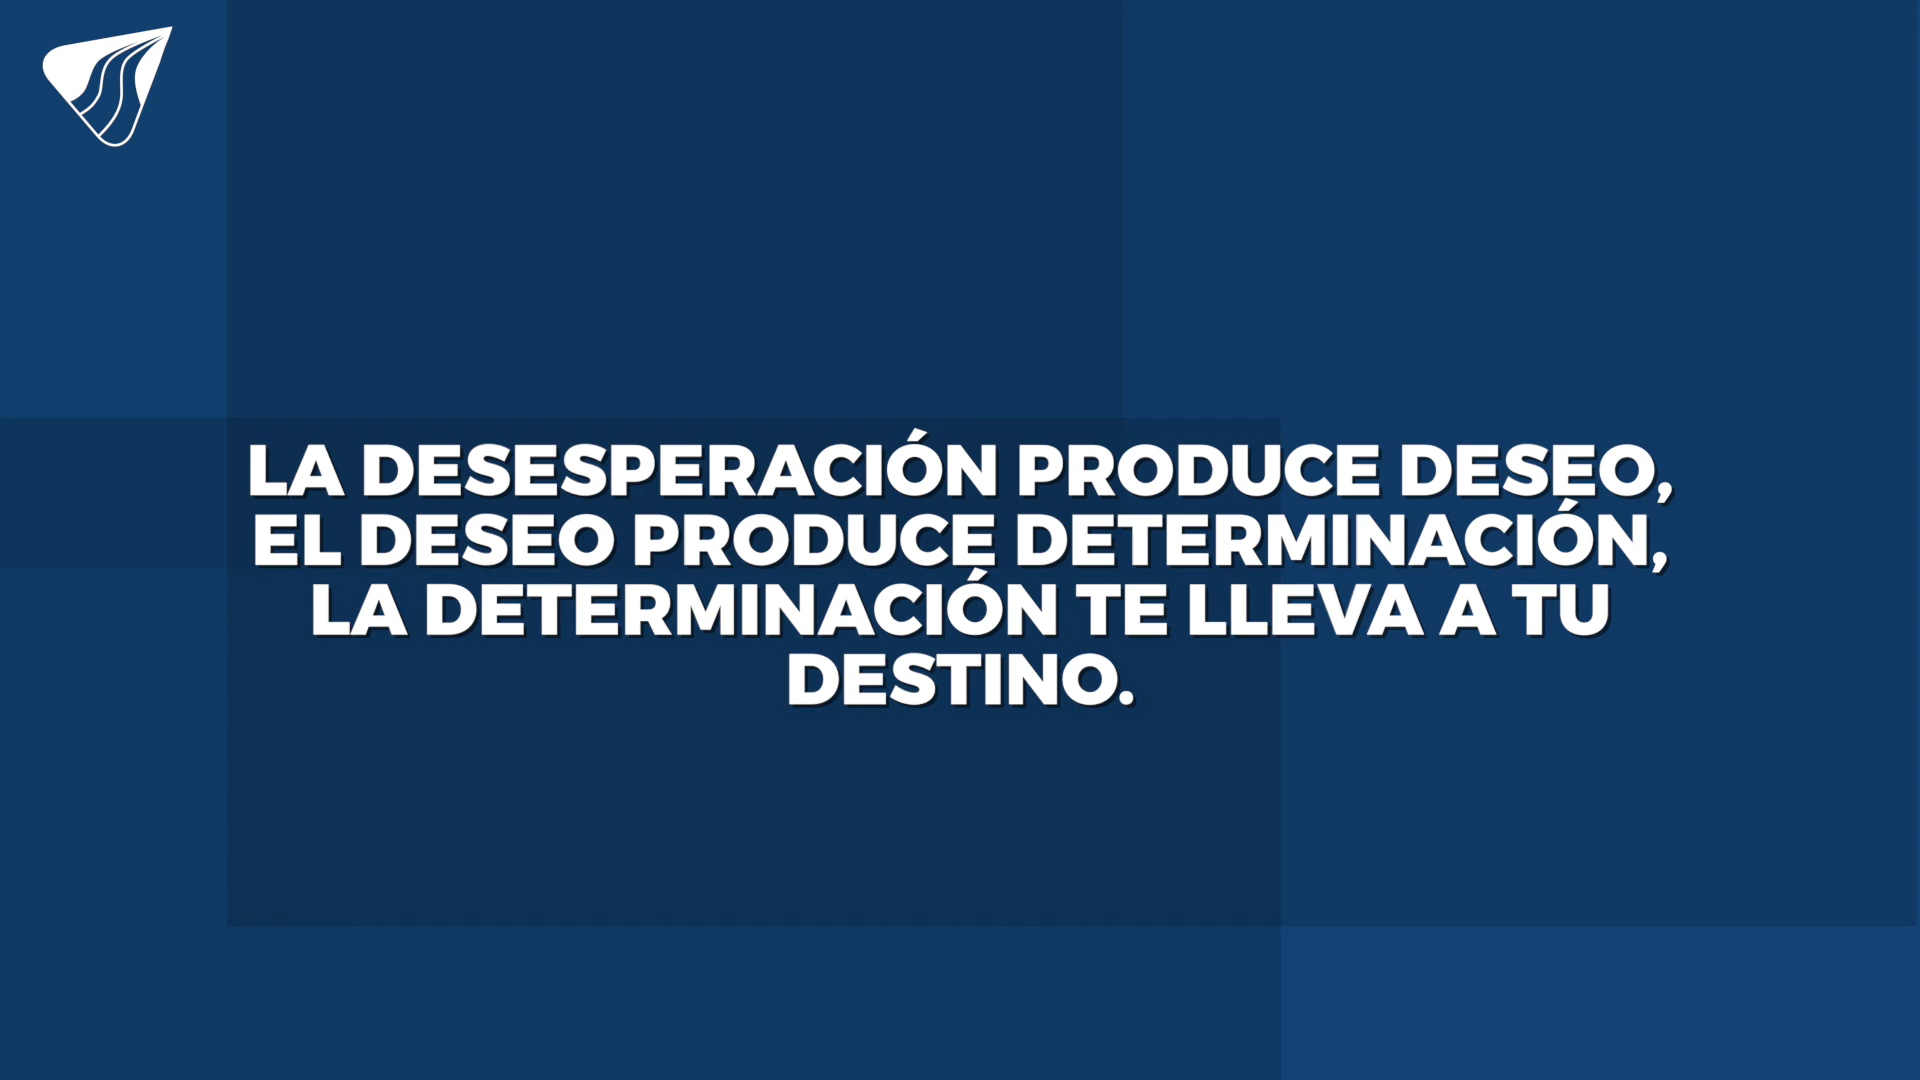 LA DESESPERACIÓN PRODUCE DESEO,
EL DESEO PRODUCE DETERMINACIÓN,
LA DETERMINACIÓN TE LLEVA A TU
DESTINO.